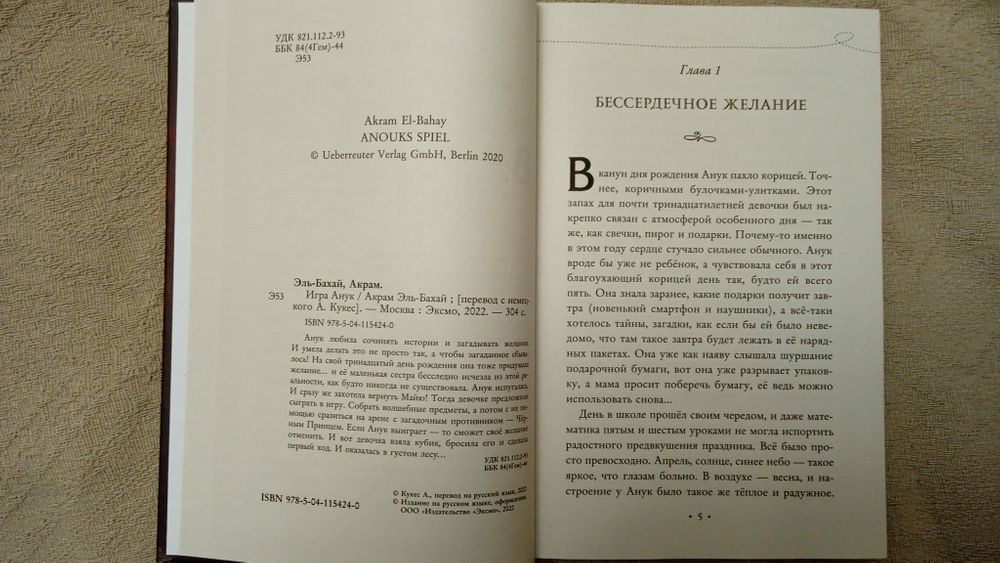 УДК 821.112.2-93
ББК 84(4Гем)-44
Э53
Akram El-Bahay
ANOUKS SPIEL
© Ueberreuter Verlag GmbH, Berlin 2020
Эль-Бахай, Акрам.
Э53 Игра Анук / Акрам Эль-Бахай ; [перевод с немец-
кого А. Кукес]. — Москва : Эксмо, 2022. — 304 с.
ISBN 978-5-04-115424-0
Анук любила сочинять истории и загадывать желания.
И умела делать это не просто так, а чтобы загаданное сбыва-
лось! На свой тринадцатый день рождения она тоже придумала
желание... и её маленькая сестра бесследно исчезла из этой ре-
альности, как будто никогда не существовала. Анук испугалась.
И сразу же захотела вернуть Майю! Тогда девочке предложили
сыграть в игру. Собрать волшебные предметы, а потом с их по-
мощью сразиться на арене с загадочным противником — Чёр-
ным Принцем. Если Анук выиграет — то сможет своё желание
отменить. И вот девочка взяла кубик, бросила его и сделала
первый ход. И оказалась в густом лесу...
УДК 821.112.2-93
ББК 84(4Гем)-44
ISBN 978-5-04-115424-0
© Кукес А., перевод на русский язык, 2022
© Издание на русском языке, оформление.
ООО «Издательство «Эксмо», 2022
Глава 1
БЕССЕРДЕЧНОЕ ЖЕЛАНИЕ
В канун дня рождения Анук пахло корицей. Точ-
нее, коричными булочками-улитками. Этот
запах для почти тринадцатилетней девочки был на-
крепко связан с атмосферой особенного дня — так
же, как свечки, пирог и подарки. Почему-то именно
в этом году сердце стучало сильнее обычного. Анук
вроде бы уже не ребёнок, а чувствовала себя в этот
благоухающий корицей день так, будто ей всего
пять. Она знала заранее, какие подарки получит зав-
тра (новенький смартфон и наушники), а всё-таки
хотелось тайны, загадки, как если бы ей было неве-
домо, что там такое завтра будет лежать в её наряд-
ных пакетах. Она уже как наяву слышала шуршание
подарочной бумаги, вот она уже разрывает упаков-
ку, а мама просит поберечь бумагу, её ведь можно
использовать снова...
День в школе прошёл своим чередом, и даже мате-
матика пятым и шестым уроками не могла испортить
радостного предвкушения праздника. Всё было про-
сто превосходно. Апрель, солнце, синее небо — такое
яркое, что глазам больно. В воздухе — весна, и на-
строение у Анук было такое же тёплое и радужное.
• 5 •